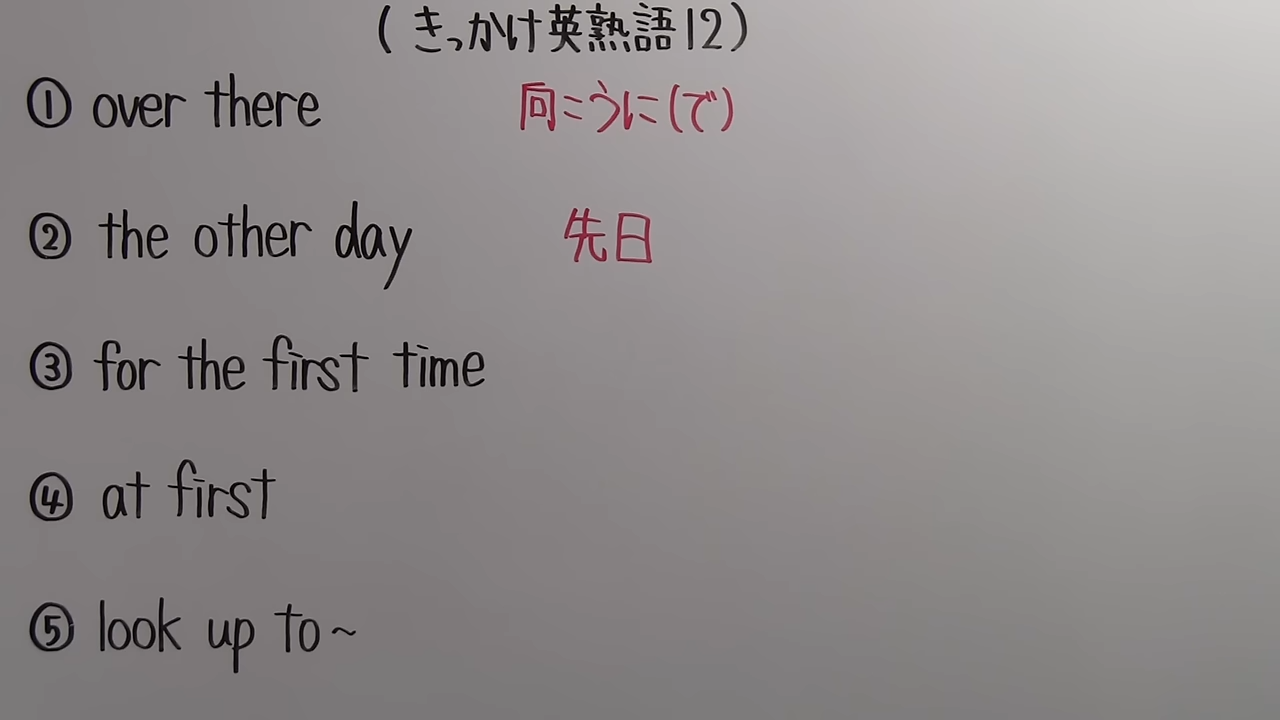 (きっかけ英熟語12)
① over there 向こうに(で)
② the other day 先日
③ for the first time
④ at first
⑤ look up to~